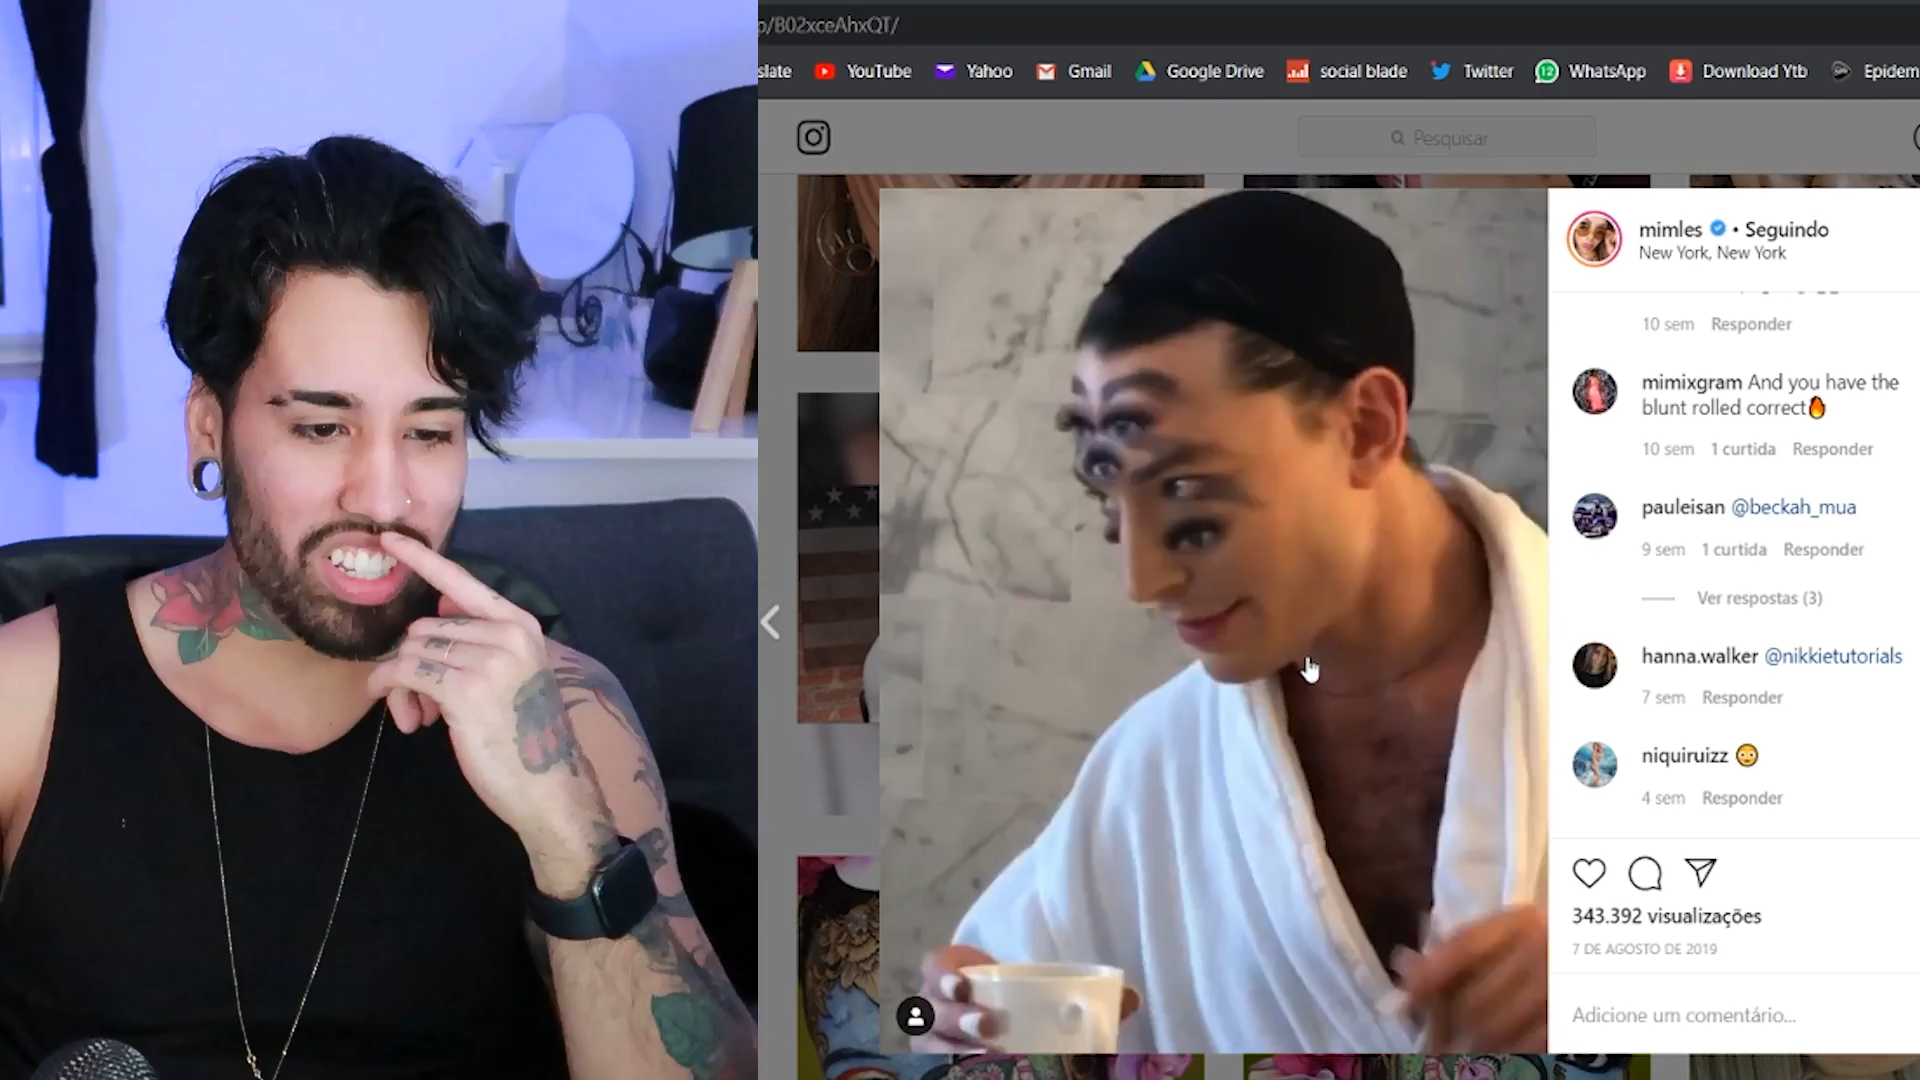 p/B02xceAhxQT/
slate YouTube Yahoo Gmail Google Drive social blade Twitter 12 WhatsApp Download Ytb Epidem
Pesquisar
mimles • Seguindo
New York, New York
10 sem Responder
mimixgram And you have the
blunt rolled correct🔥
10 sem 1 curtida Responder
pauleisan @beckah_mua
9 sem 1 curtida Responder
Ver respostas (3)
hanna.walker @nikkietutorials
7 sem Responder
niquiruizz 😳
4 sem Responder
343.392 visualizações
7 DE AGOSTO DE 2019
Adicione um comentário...